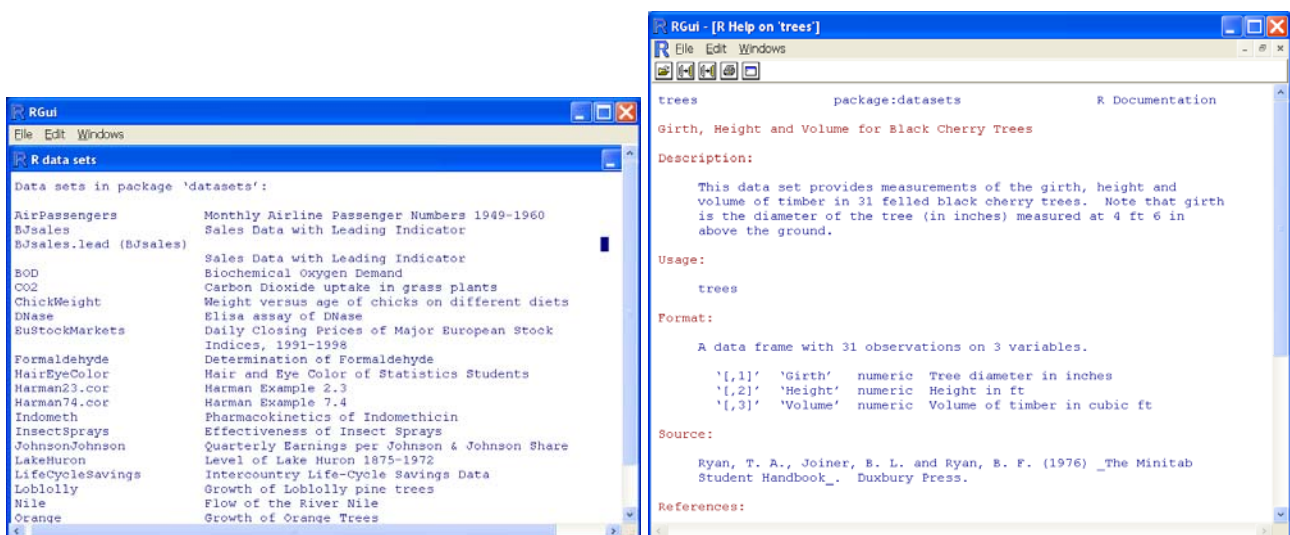 RGui
File Edit Windows
R data sets
Data sets in package 'datasets':
AirPassengers Monthly Airline Passenger Numbers 1949-1960
BJsales Sales Data with Leading Indicator
BJsales.lead (BJsales)
Sales Data with Leading Indicator
BOD Biochemical Oxygen Demand
CO2 Carbon Dioxide uptake in grass plants
ChickWeight Weight versus age of chicks on different diets
DNase Elisa assay of DNase
EuStockMarkets Daily Closing Prices of Major European Stock
Indices, 1991-1998
Formaldehyde Determination of Formaldehyde
HairEyeColor Hair and Eye Color of Statistics Students
Harman23.cor Harman Example 2.3
Harman74.cor Harman Example 7.4
Indometh Pharmacokinetics of Indomethicin
InsectSprays Effectiveness of Insect Sprays
JohnsonJohnson Quarterly Earnings per Johnson & Johnson Share
LakeHuron Level of Lake Huron 1875-1972
LifeCycleSavings Intercountry Life-Cycle Savings Data
Loblolly Growth of Loblolly pine trees
Nile Flow of the River Nile
Orange Growth of Orange Trees
RGui - [R Help on 'trees']
File Edit Windows
trees package:datasets R Documentation
Girth, Height and Volume for Black Cherry Trees
Description:
This data set provides measurements of the girth, height and
volume of timber in 31 felled black cherry trees. Note that girth
is the diameter of the tree (in inches) measured at 4 ft 6 in
above the ground.
Usage:
trees
Format:
A data frame with 31 observations on 3 variables.
'[,1]' 'Girth' numeric Tree diameter in inches
'[,2]' 'Height' numeric Height in ft
'[,3]' 'Volume' numeric Volume of timber in cubic ft
Source:
Ryan, T. A., Joiner, B. L. and Ryan, B. F. (1976) _The Minitab
Student Handbook_. Duxbury Press.
References: